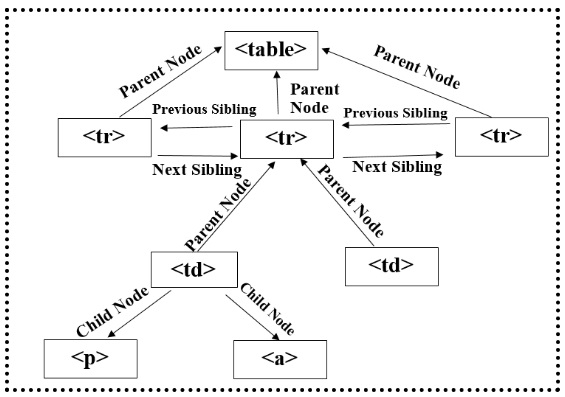 <table>
Parent Node
Parent Node
Parent
Node
Previous Sibling
Previous Sibling
<tr>
<tr>
<tr>
Next Sibling
Next Sibling
Parent Node
Parent Node
<td>
<td>
Child Node
Child Node
<p>
<a>